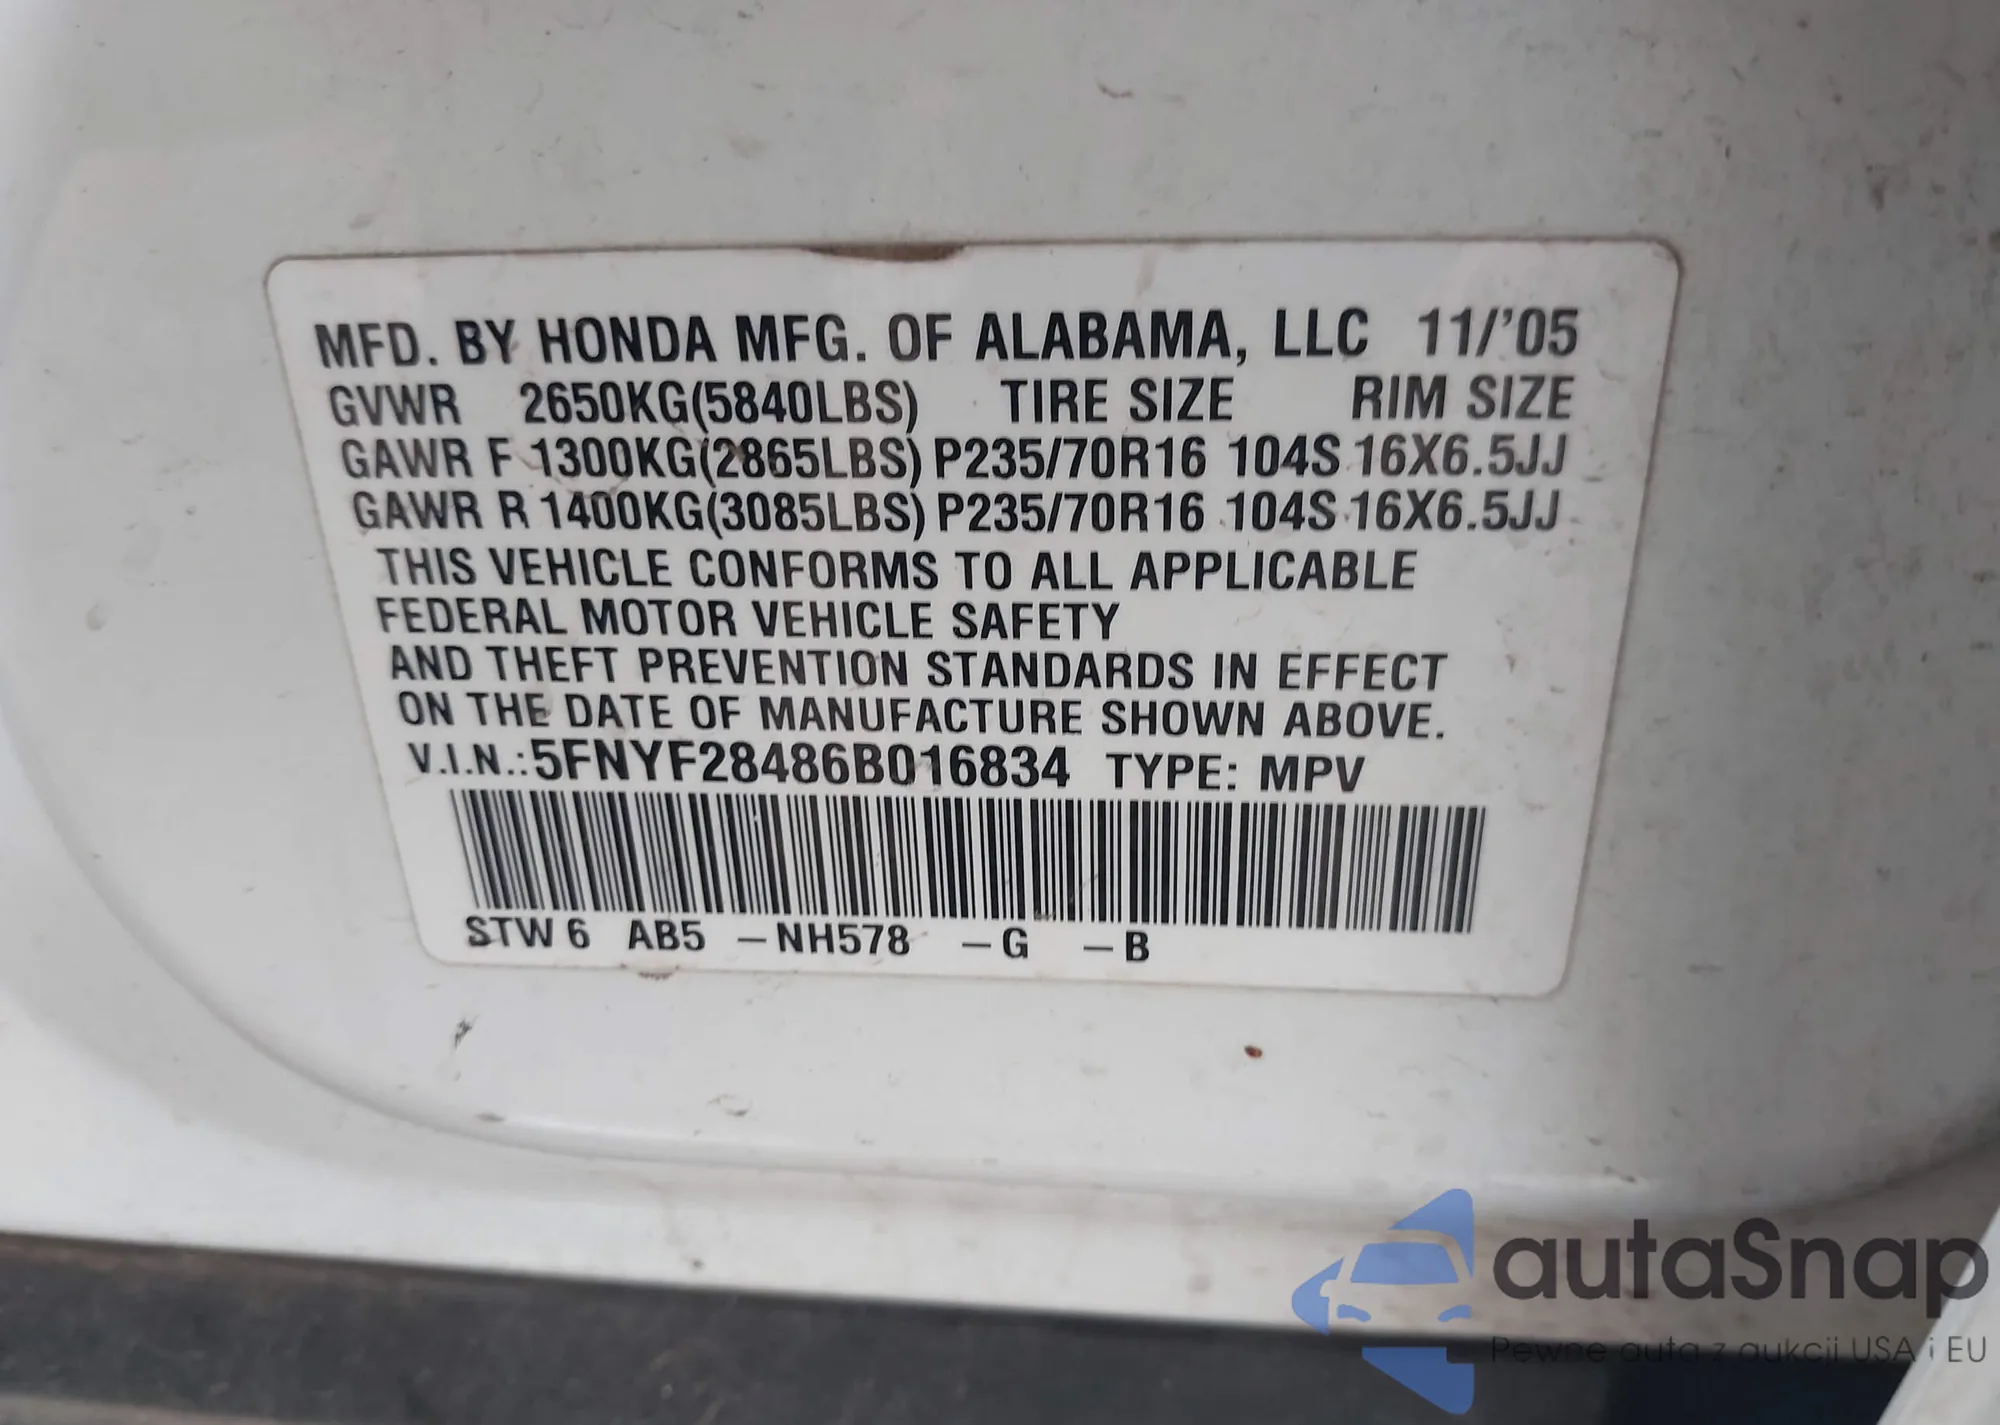 MFD. BY HONDA MFG. OF ALABAMA, LLC 11/'05
GVWR 2650KG(5840LBS) TIRE SIZE RIM SIZE
GAWR F 1300KG(2865LBS) P235/70R16 104S 16X6.5JJ
GAWR R 1400KG(3085LBS) P235/70R16 104S 16X6.5JJ
THIS VEHICLE CONFORMS TO ALL APPLICABLE
FEDERAL MOTOR VEHICLE SAFETY
AND THEFT PREVENTION STANDARDS IN EFFECT
ON THE DATE OF MANUFACTURE SHOWN ABOVE.
V.I.N.:5FNYF28486B016834 TYPE: MPV
STW 6 AB5 –NH578 –G –B
autaSnap
Pewne auta z aukcji USA i EU